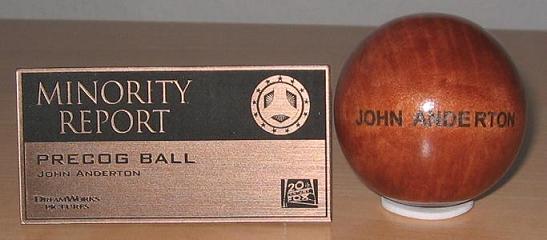 MINORITY
REPORT
PRECOG BALL
JOHN ANDERTON
DREAMWORKS
PICTURES
20th
CENTURY
FOX
JOHN ANDERTON